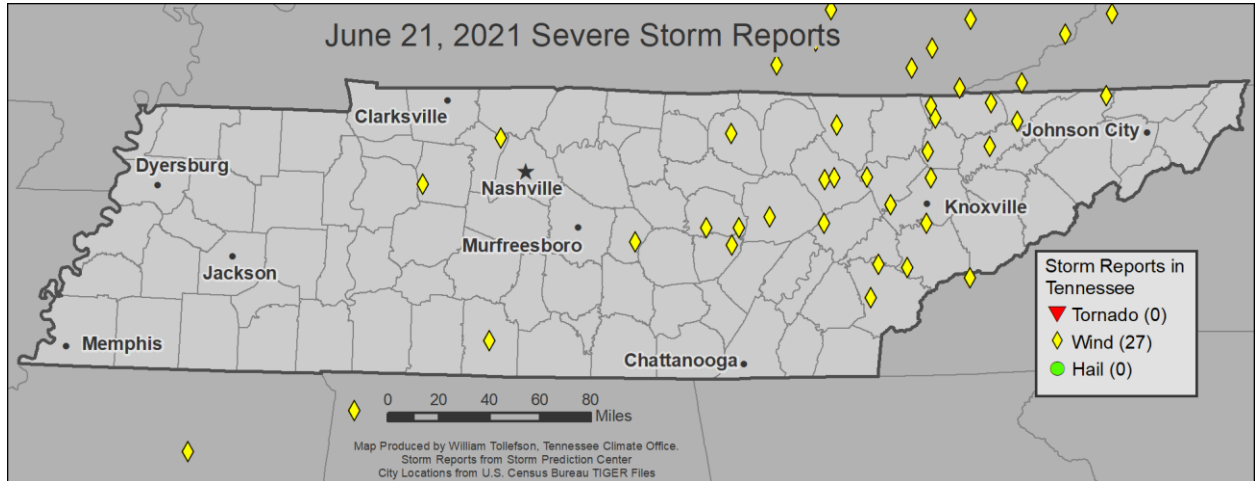 June 21, 2021 Severe Storm Reports
Clarksville
Johnson City
Dyersburg
Nashville
Knoxville
Murfreesboro
Jackson
Storm Reports in
Tennessee
Tornado (0)
Wind (27)
Hail (0)
Memphis
Chattanooga
0 20 40 60 80
Miles
Map Produced by William Tollefson, Tennessee Climate Office.
Storm Reports from Storm Prediction Center
City Locations from U.S. Census Bureau TIGER Files